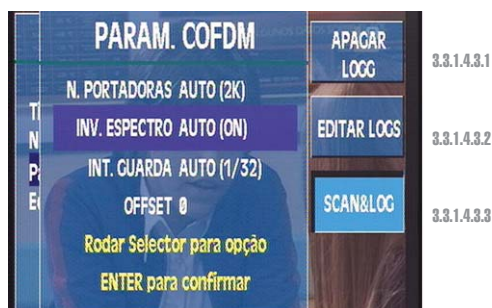 PARAM. COFDM
N. PORTADORAS AUTO (2K)
INV. ESPECTRO AUTO (ON)
INT. GUARDA AUTO (1/32)
OFFSET 0
Rodar Selector para opção
ENTER para confirmar
APAGAR
LOGG
EDITAR LOGS
SCAN&LOG
3.3.1.4.3.1
3.3.1.4.3.2
3.3.1.4.3.3